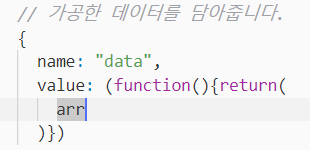 // 가공한 데이터를 담아줍니다.
{
name: "data",
value: (function(){return(
arr
)})